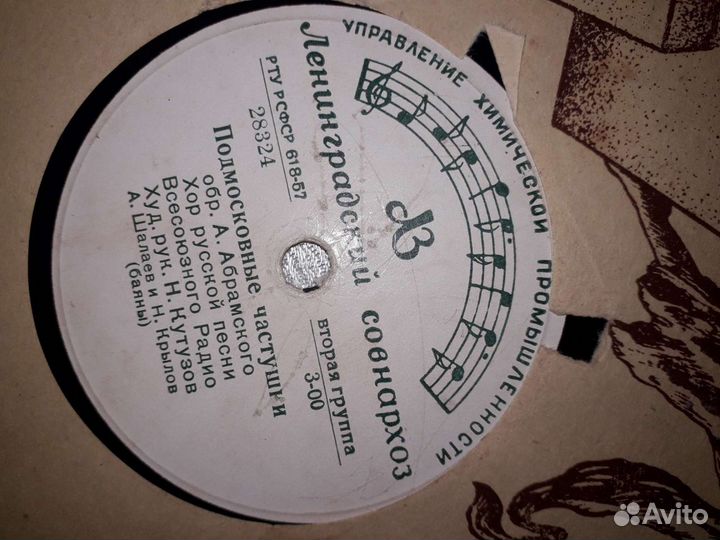 УПРАВЛЕНИЕ ХИМИЧЕСКОЙ ПРОМЫШЛЕННОСТИ
ЛЗ
Ленинградский совнархоз
РТУ РСФСР 618-57
28324
вторая группа
3-00
Подмосковные частушки
обр. А. Абрамского
Хор русской песни
Всесоюзного Радио
Худ. рук. Н. Кутузов
А. Шалаев и Н. Крылов
(баяны)
Avito